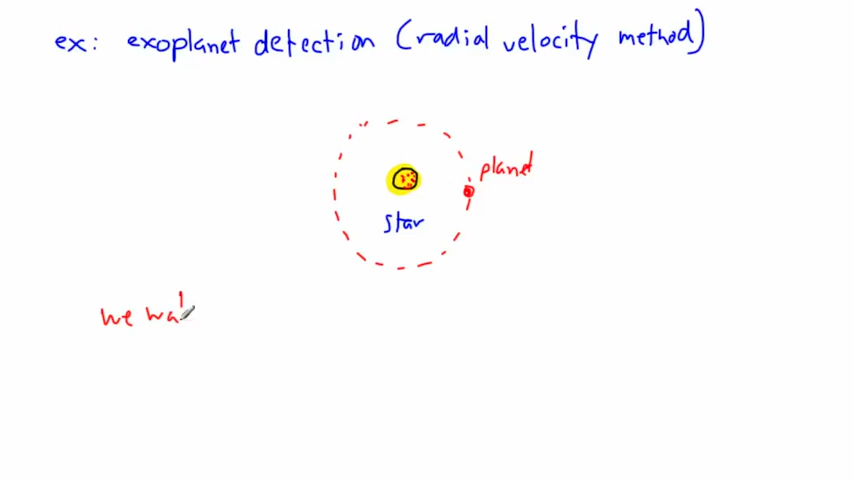 ex: exoplanet detection (radial velocity method)
planet
star
we wa